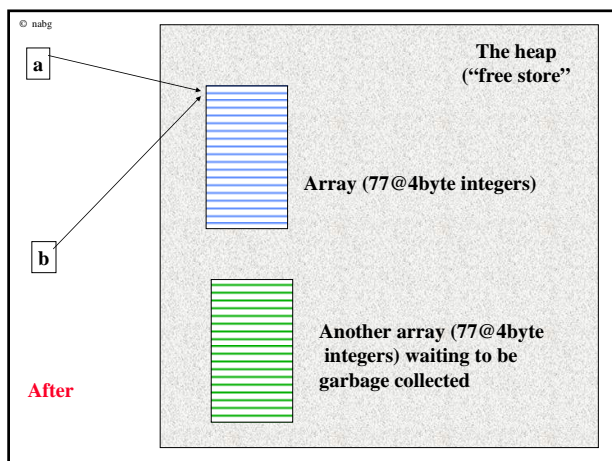 © nabg
a
The heap
("free store"
Array (77@4byte integers)
b
Another array (77@4byte
integers) waiting to be
garbage collected
After